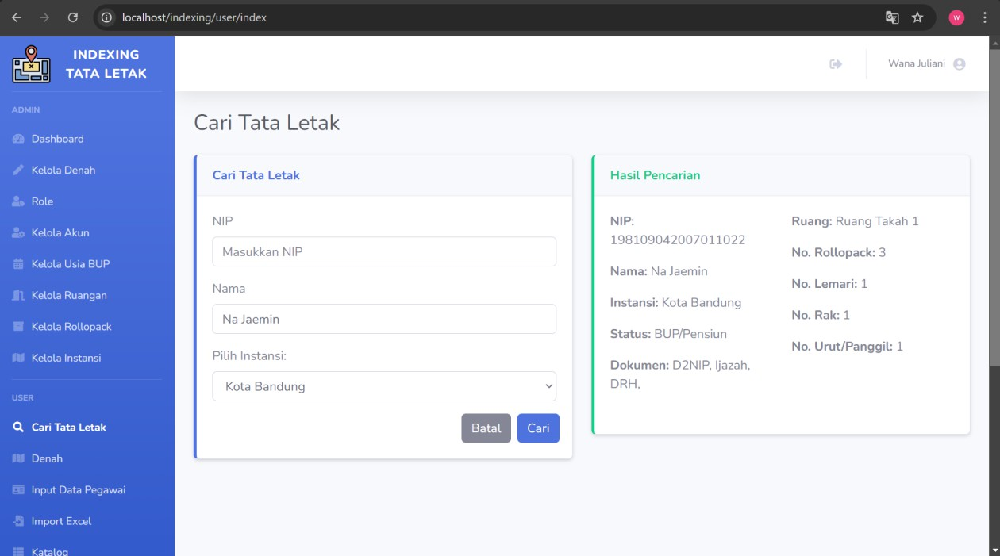 localhost/indexing/user/index
W
INDEXING
TATA LETAK
Wana Juliani
ADMIN
Dashboard
Kelola Denah
Role
Kelola Akun
Kelola Usia BUP
Kelola Ruangan
Kelola Rollopack
Kelola Instansi
USER
Cari Tata Letak
Denah
Input Data Pegawai
Import Excel
Katalog
Cari Tata Letak
Cari Tata Letak
NIP
Masukkan NIP
Nama
Na Jaemin
Pilih Instansi:
Kota Bandung
Batal
Cari
Hasil Pencarian
NIP:
198109042007011022
Nama: Na Jaemin
Instansi: Kota Bandung
Status: BUP/Pensiun
Dokumen: D2NIP, Ijazah,
DRH,
Ruang: Ruang Takah 1
No. Rollopack: 3
No. Lemari: 1
No. Rak: 1
No. Urut/Panggil: 1